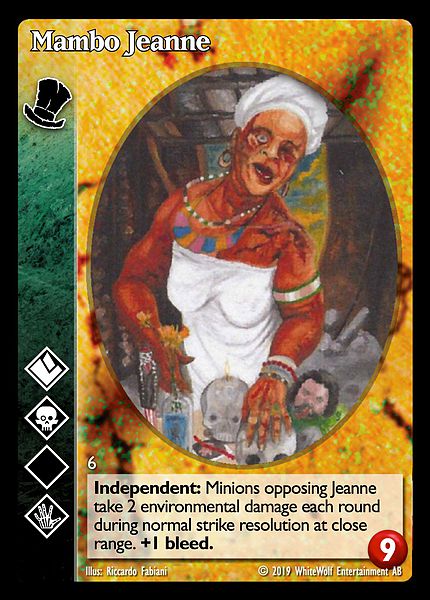 Mambo Jeanne
6
Independent: Minions opposing Jeanne
take 2 environmental damage each round
during normal strike resolution at close
range. +1 bleed.
9
Illus: Riccardo Fabiani © 2019 WhiteWolf Entertainment AB